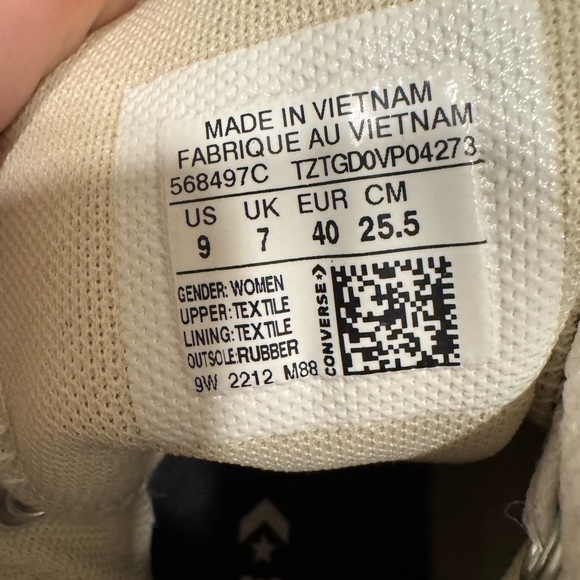 MADE IN VIETNAM
FABRIQUE AU VIETNAM
568497C TZTGD0VP04273
US UK EUR CM
9 7 40 25.5
GENDER: WOMEN
UPPER: TEXTILE
LINING: TEXTILE
OUTSOLE:RUBBER
9W 2212 M88
CONVERSE